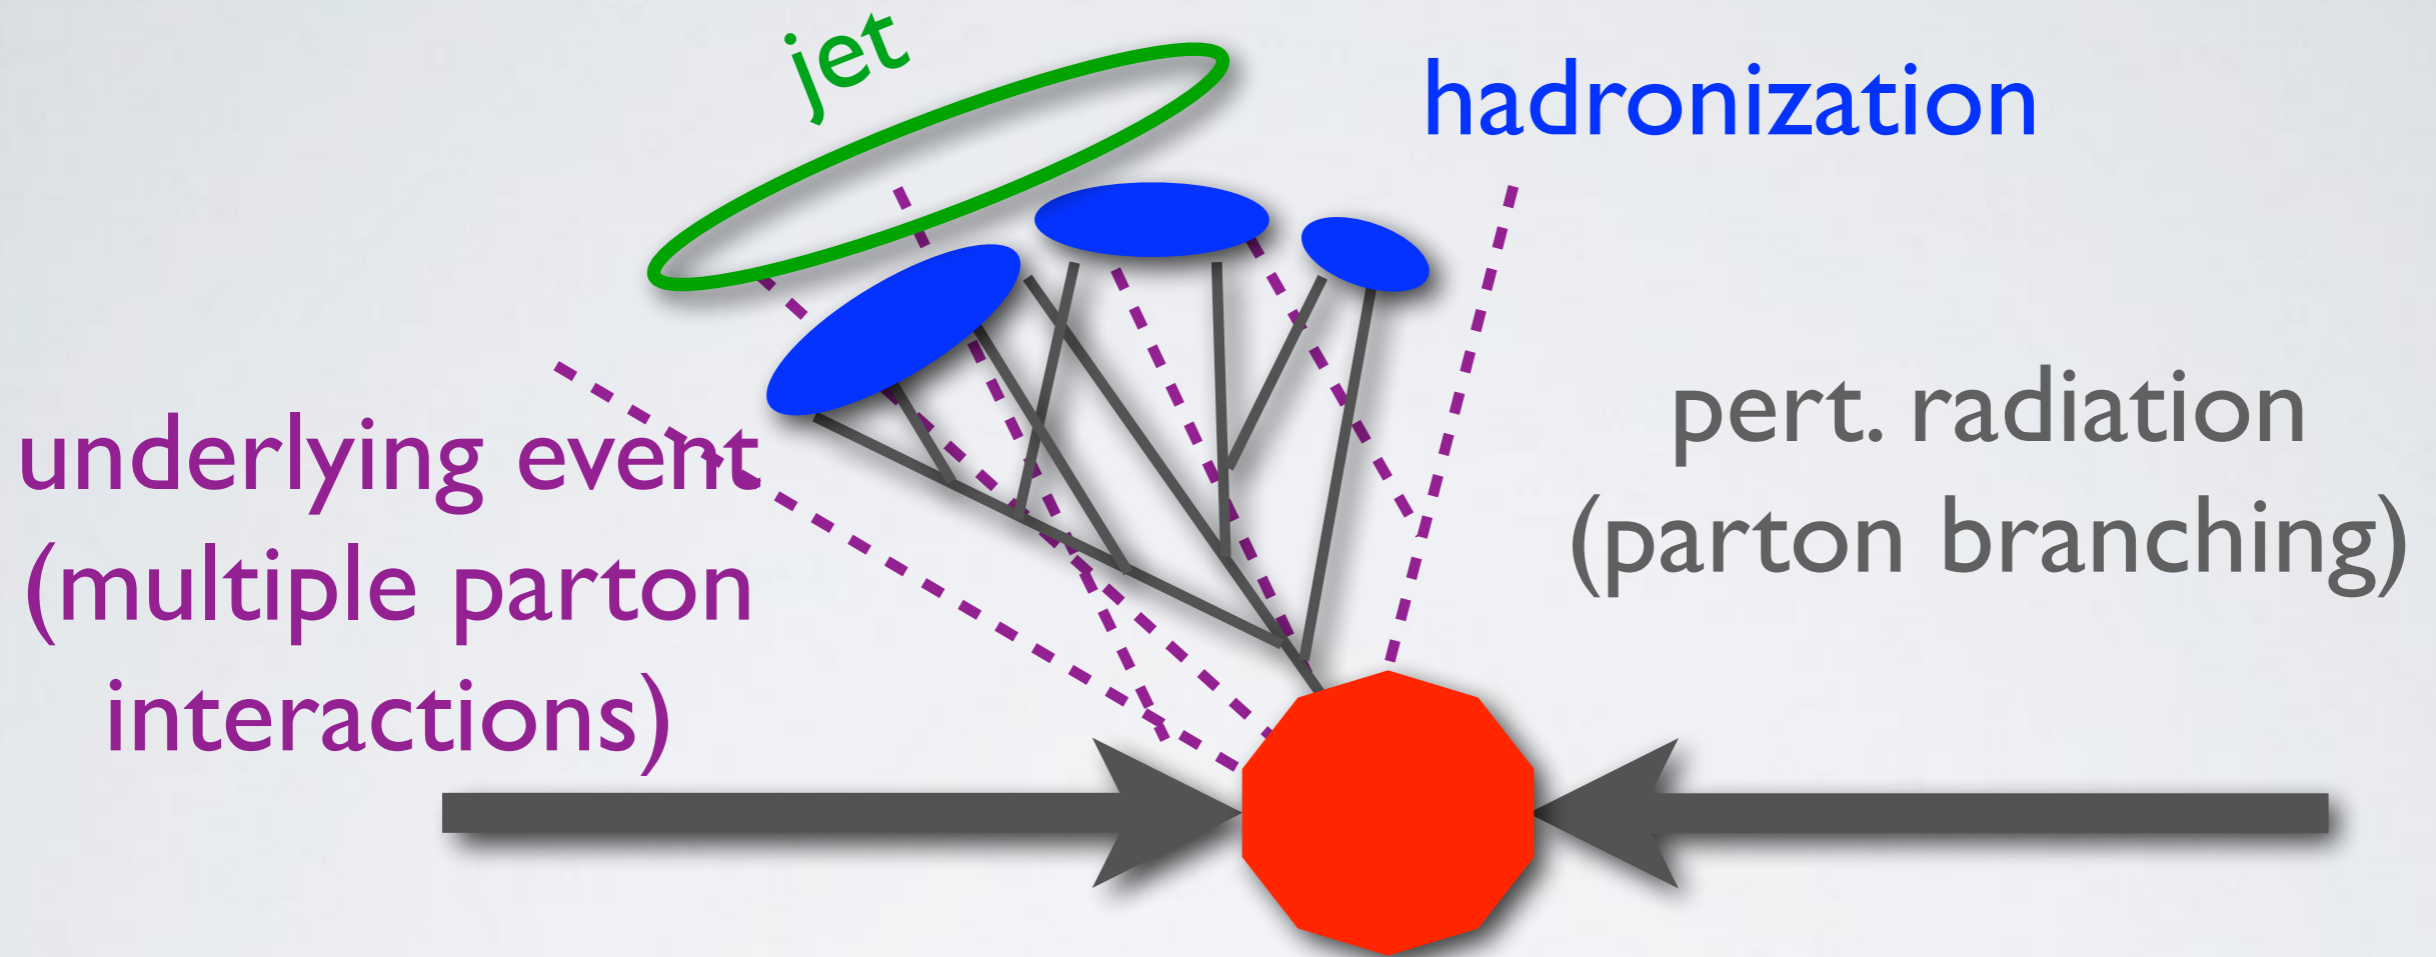 jet
hadronization
pert. radiation
(parton branching)
underlying event
(multiple parton
interactions)